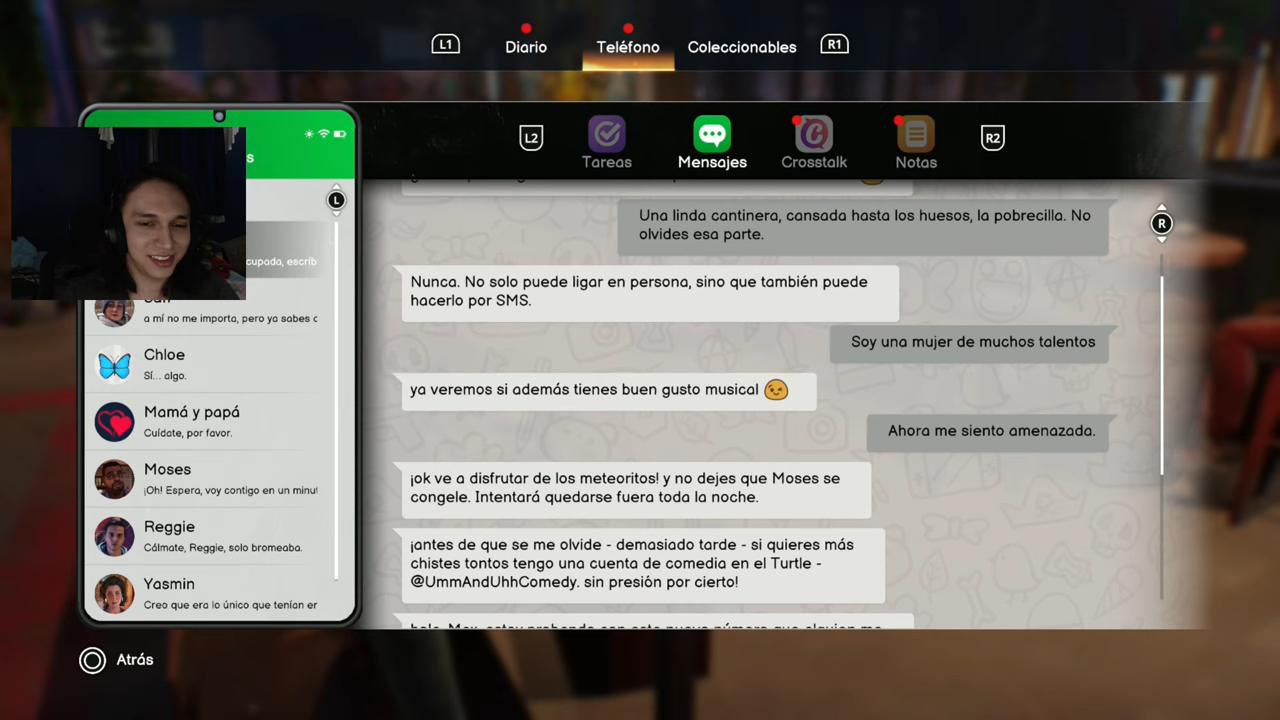 L1
Diario
Teléfono
Coleccionables
R1
L2
Tareas
Mensajes
Crosstalk
Notas
R2
L
R
Una linda cantinera, cansada hasta los huesos, la pobrecilla. No
olvides esa parte.
Nunca. No solo puede ligar en persona, sino que también puede
hacerlo por SMS.
Soy una mujer de muchos talentos
ya veremos si además tienes buen gusto musical
Ahora me siento amenazada.
¡ok ve a disfrutar de los meteoritos! y no dejes que Moses se
congele. Intentará quedarse fuera toda la noche.
¡antes de que se me olvide - demasiado tarde - si quieres más
chistes tontos tengo una cuenta de comedia en el Turtle -
@UmmAndUhhComedy. sin presión por cierto!
s
cupada, escríb
a mí no me importa, pero ya sabes c
Chloe
Sí... algo.
Mamá y papá
Cuídate, por favor.
Moses
¡Oh! Espera, voy contigo en un minut
Reggie
Cálmate, Reggie, solo bromeaba.
Yasmin
Creo que era lo único que tenían er
Atrás